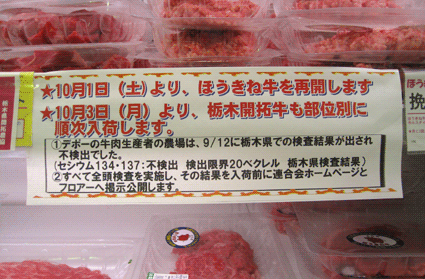 ★10月1日(土)より、ほうきね牛を再開します
★10月3日(月)より、栃木開拓牛も部位別に
順次入荷します。
①デポーの牛肉生産者の農場は、9/12に栃木県での検査結果が出され
不検出でした。
(セシウム134・137:不検出 検出限界20ベクレル 栃木県検査結果)
②すべて全頭検査を実施し、その結果を入荷前に連合会ホームページと
フロアーへ掲示公開します。